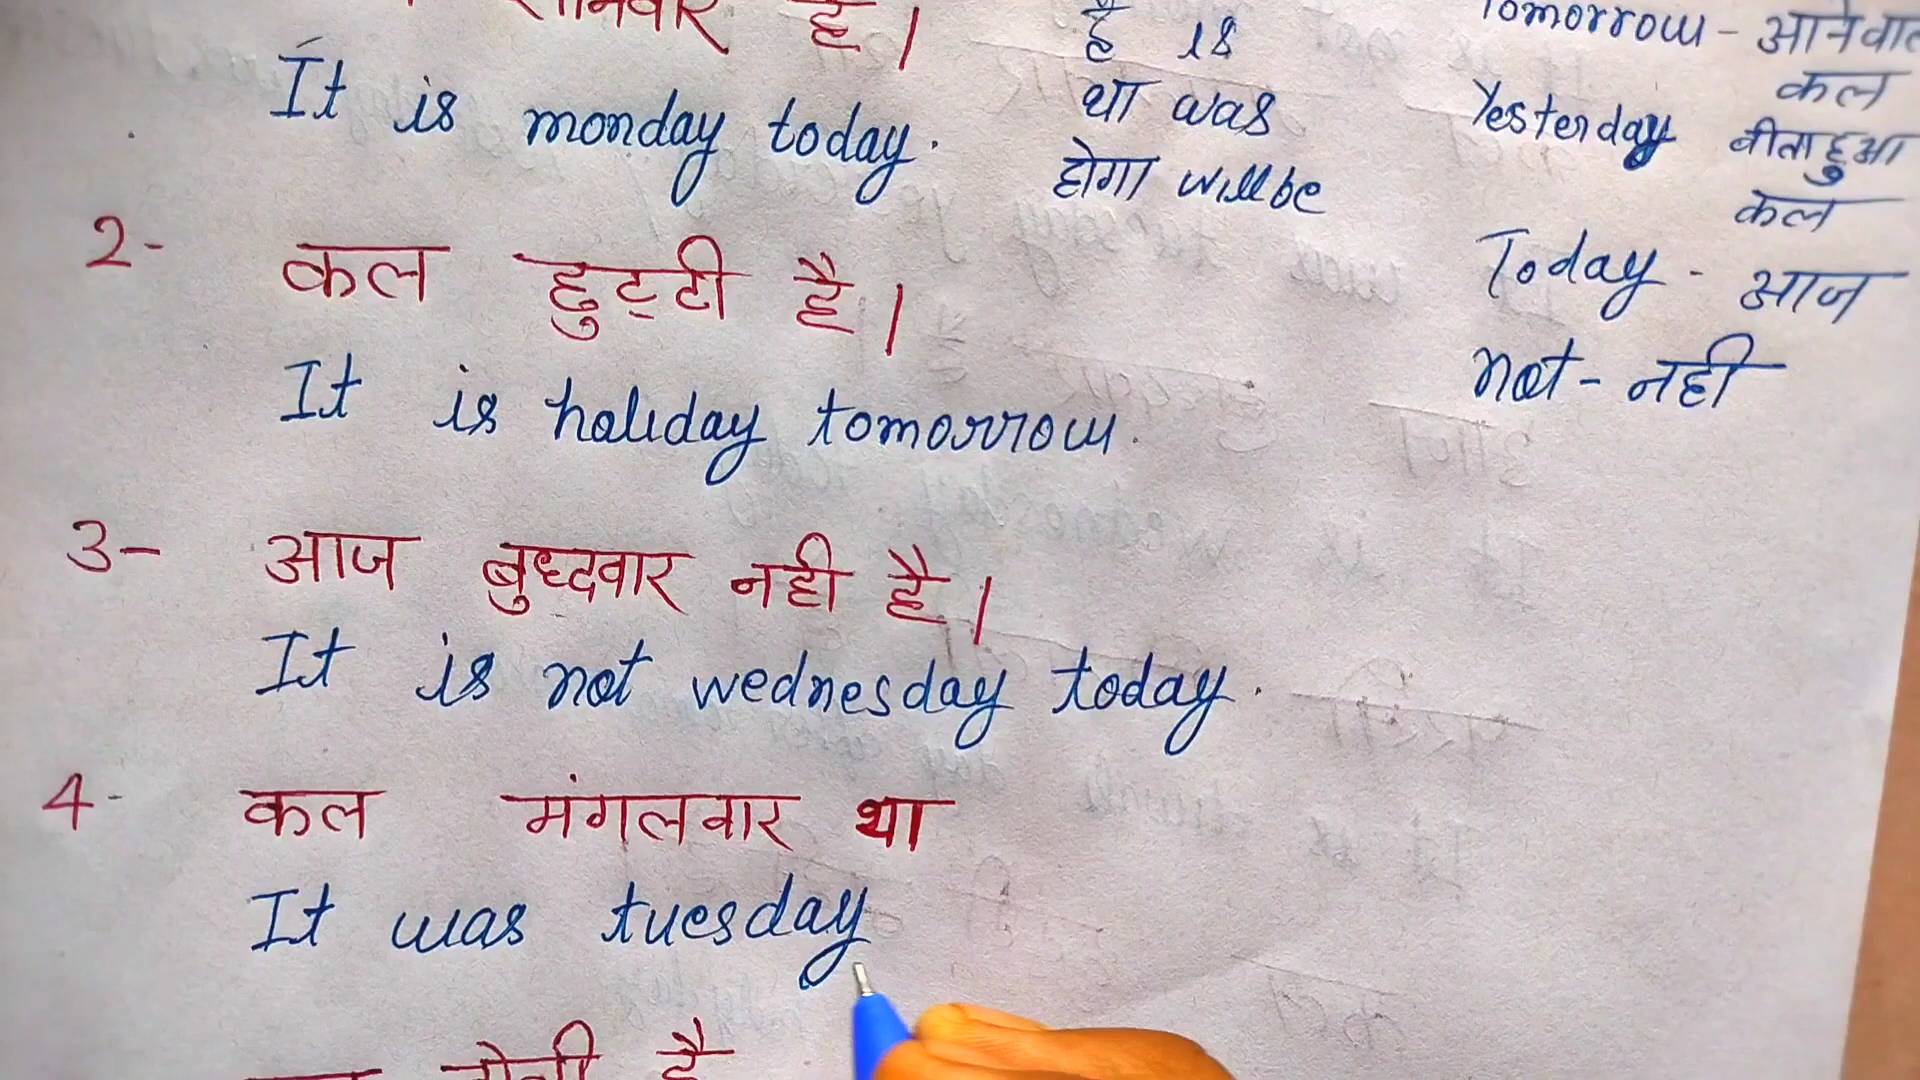 है।
It is monday today.
है is
था was
होगा will be
Tomorrow - आनेवाल
कल
Yesterday बीता हुआ
कल
Today - आज
not - नही
2- कल छुट्टी है।
It is holiday tomorrow.
3- आज बुध्दवार नही है।
It is not wednesday today.
4- कल मंगलवार था
It was tuesday
है